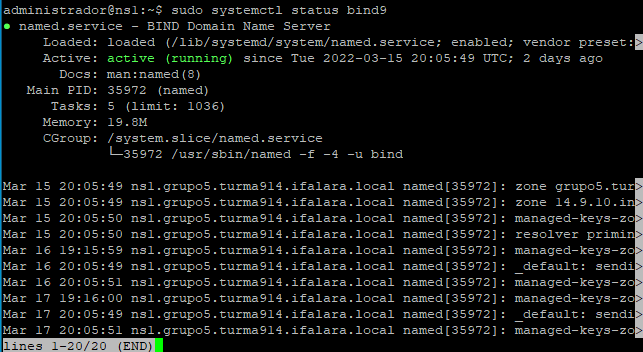 administrador@ns1:~$ sudo systemctl status bind9
● named.service - BIND Domain Name Server
Loaded: loaded (/lib/systemd/system/named.service; enabled; vendor preset:>
Active: active (running) since Tue 2022-03-15 20:05:49 UTC; 2 days ago
Docs: man:named(8)
Main PID: 35972 (named)
Tasks: 5 (limit: 1036)
Memory: 19.8M
CGroup: /system.slice/named.service
└─35972 /usr/sbin/named -f -4 -u bind
Mar 15 20:05:49 ns1.grupo5.turma914.ifalara.local named[35972]: zone grupo5.tur>
Mar 15 20:05:49 ns1.grupo5.turma914.ifalara.local named[35972]: zone 14.9.10.in>
Mar 15 20:05:50 ns1.grupo5.turma914.ifalara.local named[35972]: managed-keys-zo>
Mar 15 20:05:50 ns1.grupo5.turma914.ifalara.local named[35972]: resolver primin>
Mar 16 19:15:59 ns1.grupo5.turma914.ifalara.local named[35972]: managed-keys-zo>
Mar 16 20:05:49 ns1.grupo5.turma914.ifalara.local named[35972]: _default: sendi>
Mar 16 20:05:51 ns1.grupo5.turma914.ifalara.local named[35972]: managed-keys-zo>
Mar 17 19:16:00 ns1.grupo5.turma914.ifalara.local named[35972]: managed-keys-zo>
Mar 17 20:05:49 ns1.grupo5.turma914.ifalara.local named[35972]: _default: sendi>
Mar 17 20:05:51 ns1.grupo5.turma914.ifalara.local named[35972]: managed-keys-zo>
lines 1-20/20 (END)